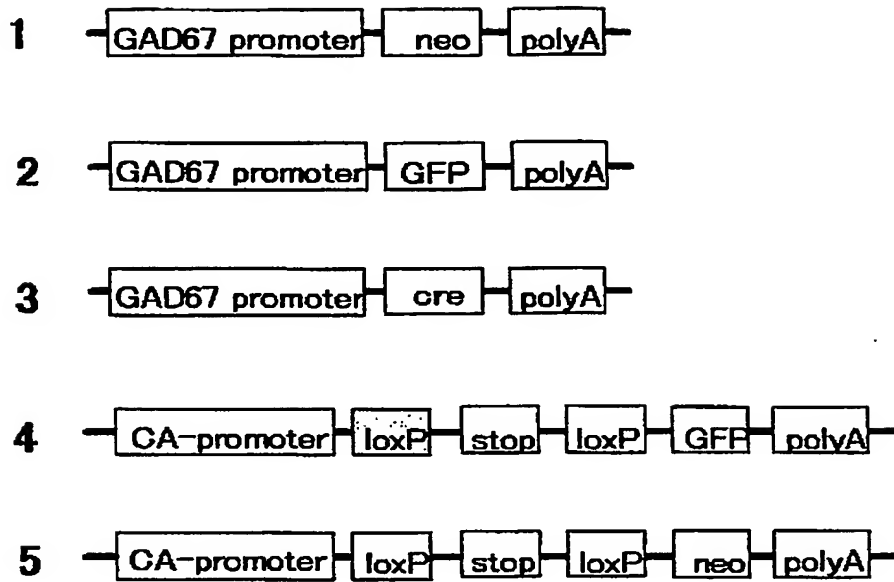 1 GAD67 promoter neo polyA
2 GAD67 promoter GFP polyA
3 GAD67 promoter cre polyA
4 CA-promoter loxP stop loxP GFP polyA
5 CA-promoter loxP stop loxP neo polyA